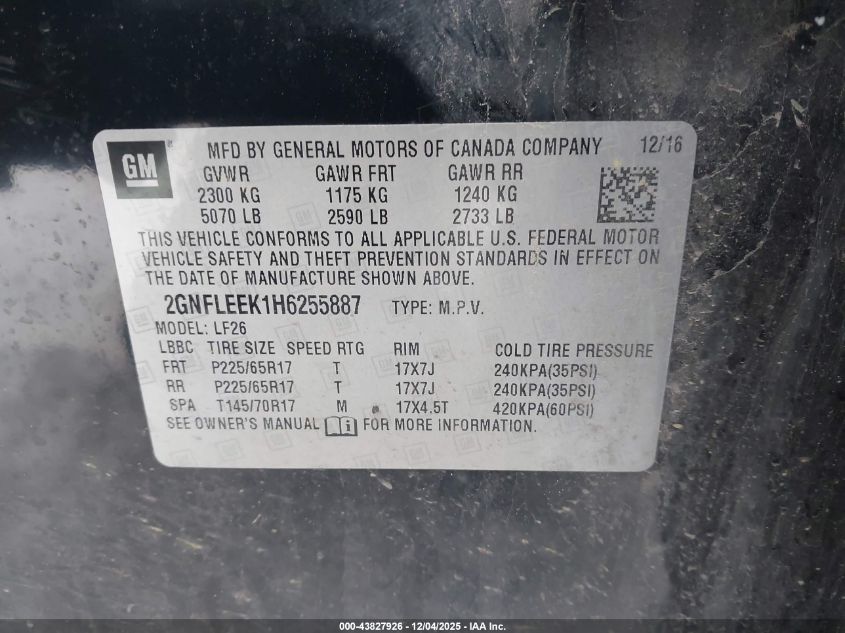 GM
MFD BY GENERAL MOTORS OF CANADA COMPANY 12/16
GVWR GAWR FRT GAWR RR
2300 KG 1175 KG 1240 KG
5070 LB 2590 LB 2733 LB
THIS VEHICLE CONFORMS TO ALL APPLICABLE U.S. FEDERAL MOTOR
VEHICLE SAFETY AND THEFT PREVENTION STANDARDS IN EFFECT ON
THE DATE OF MANUFACTURE SHOWN ABOVE.
2GNFLEEK1H6255887 TYPE: M.P.V.
MODEL: LF26
LBBC TIRE SIZE SPEED RTG RIM COLD TIRE PRESSURE
FRT P225/65R17 T 17X7J 240KPA(35PSI)
RR P225/65R17 T 17X7J 240KPA(35PSI)
SPA T145/70R17 M 17X4.5T 420KPA(60PSI)
SEE OWNER'S MANUAL FOR MORE INFORMATION.
000-43827926 - 12/04/2025 - IAA Inc.